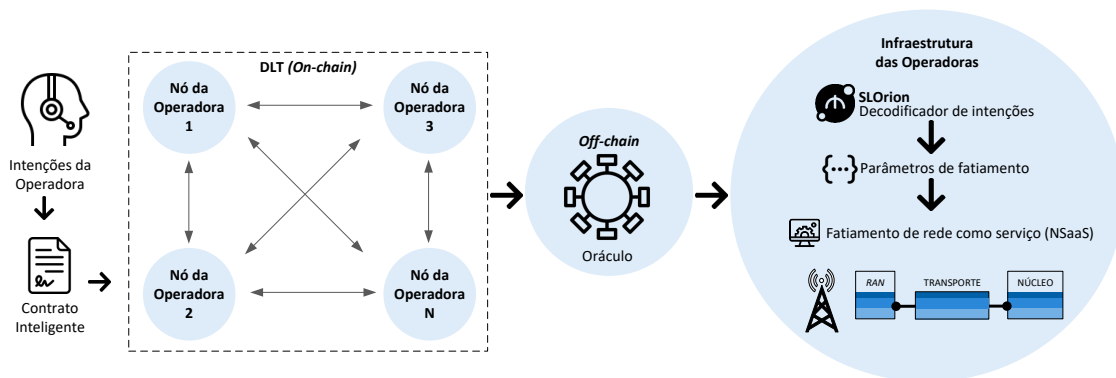 Intenções da
Operadora
Contrato
Inteligente
DLT (On-chain)
Nó da
Operadora
1
Nó da
Operadora
3
Nó da
Operadora
2
Nó da
Operadora
N
Off-chain
Oráculo
Infraestrutura
das Operadoras
SLOrion
Decodificador de intenções
{···} Parâmetros de fatiamento
Fatiamento de rede como serviço (NSaaS)
RAN
TRANSPORTE
NÚCLEO